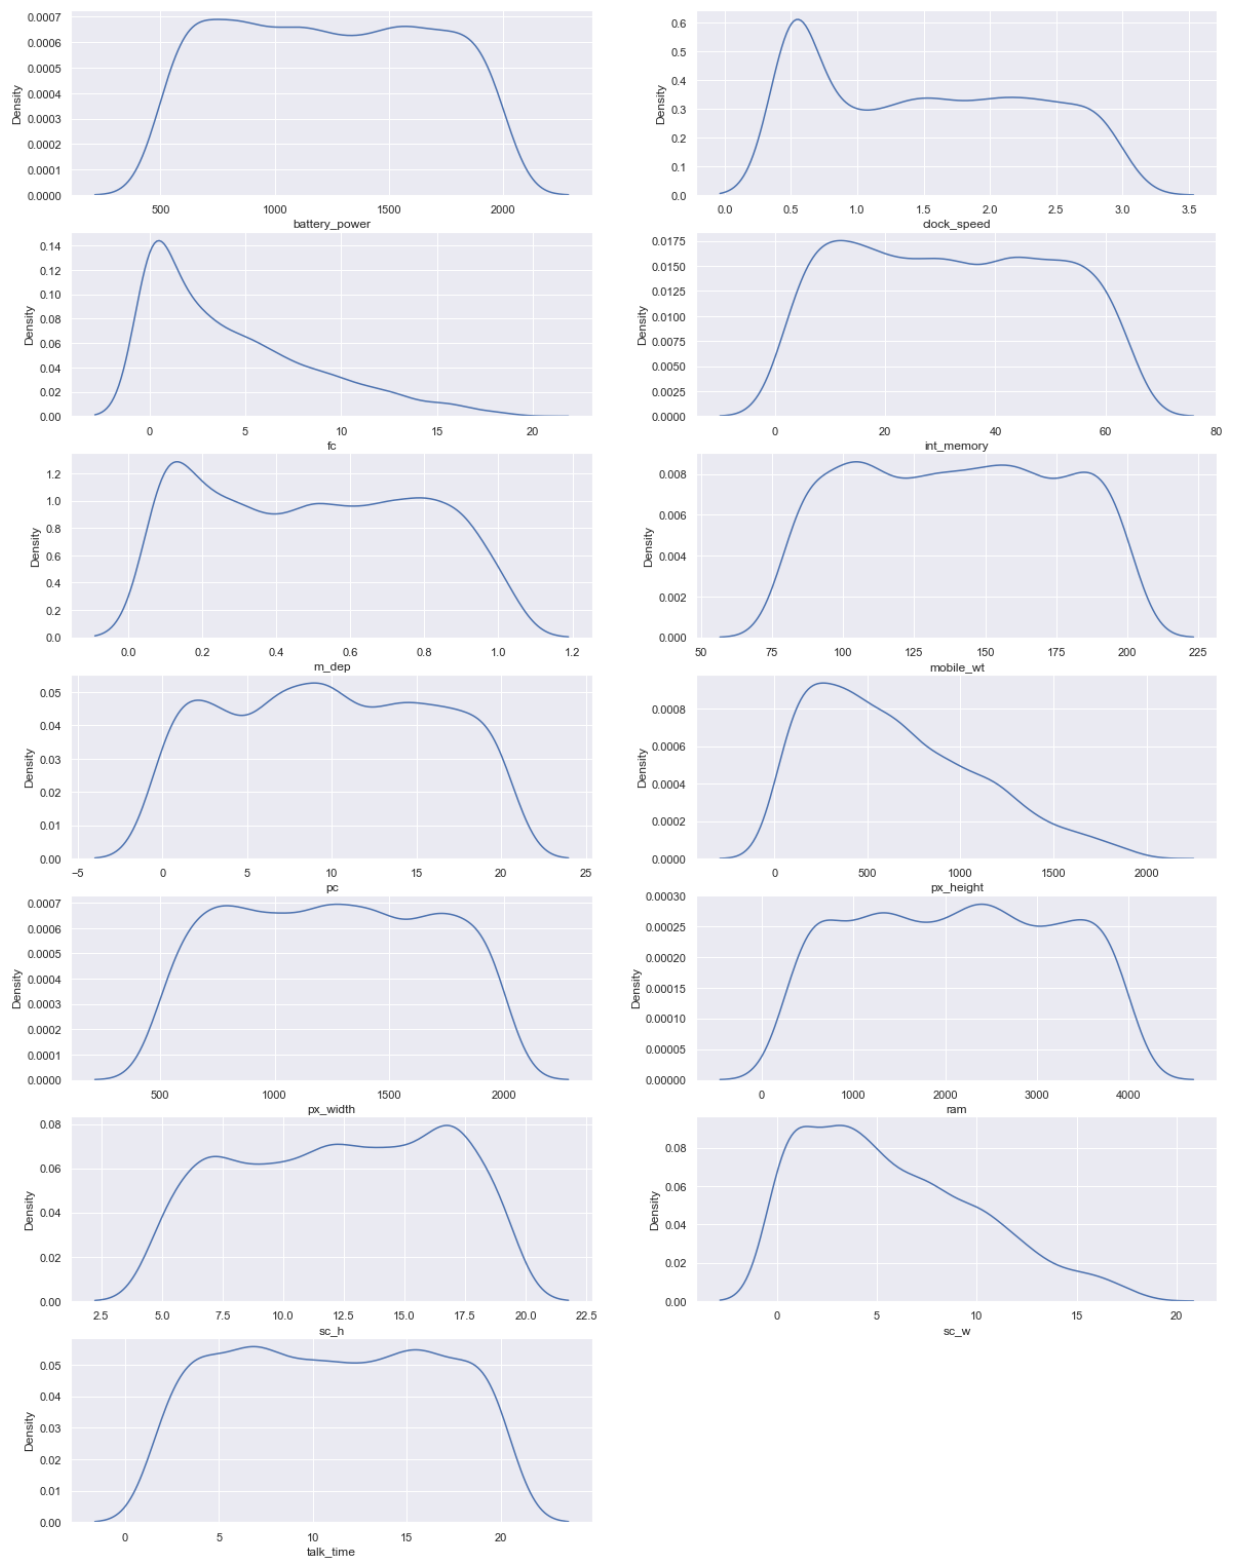 0.0007
0.0006
0.0005
0.0004
0.0003
0.0002
0.0001
0.0000
Density
500 1000 1500 2000
battery_power
0.6
0.5
0.4
0.3
0.2
0.1
0.0
Density
0.0 0.5 1.0 1.5 2.0 2.5 3.0 3.5
clock_speed
0.14
0.12
0.10
0.08
0.06
0.04
0.02
0.00
Density
0 5 10 15 20
fc
0.0175
0.0150
0.0125
0.0100
0.0075
0.0050
0.0025
0.0000
Density
0 20 40 60 80
int_memory
1.2
1.0
0.8
0.6
0.4
0.2
0.0
Density
0.0 0.2 0.4 0.6 0.8 1.0 1.2
m_dep
0.008
0.006
0.004
0.002
0.000
Density
50 75 100 125 150 175 200 225
mobile_wt
0.05
0.04
0.03
0.02
0.01
0.00
Density
−5 0 5 10 15 20 25
pc
0.0008
0.0006
0.0004
0.0002
0.0000
Density
0 500 1000 1500 2000
px_height
0.0007
0.0006
0.0005
0.0004
0.0003
0.0002
0.0001
0.0000
Density
500 1000 1500 2000
px_width
0.00030
0.00025
0.00020
0.00015
0.00010
0.00005
0.00000
Density
0 1000 2000 3000 4000
ram
0.08
0.06
0.04
0.02
0.00
Density
2.5 5.0 7.5 10.0 12.5 15.0 17.5 20.0 22.5
sc_h
0.08
0.06
0.04
0.02
0.00
Density
0 5 10 15 20
sc_w
0.05
0.04
0.03
0.02
0.01
0.00
Density
0 5 10 15 20
talk_time